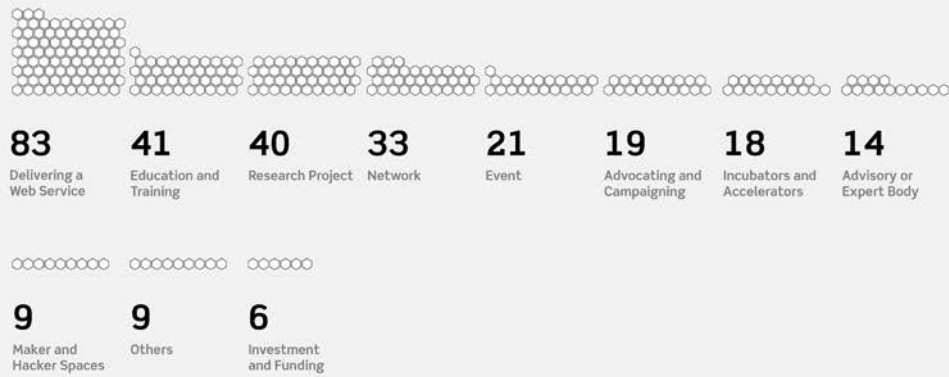 83
41
40
33
21
19
18
14
Delivering a
Web Service
Education and
Training
Research Project
Network
Event
Advocating and
Campaigning
Incubators and
Accelerators
Advisory or
Expert Body
9
9
6
Maker and
Hacker Spaces
Others
Investment
and Funding